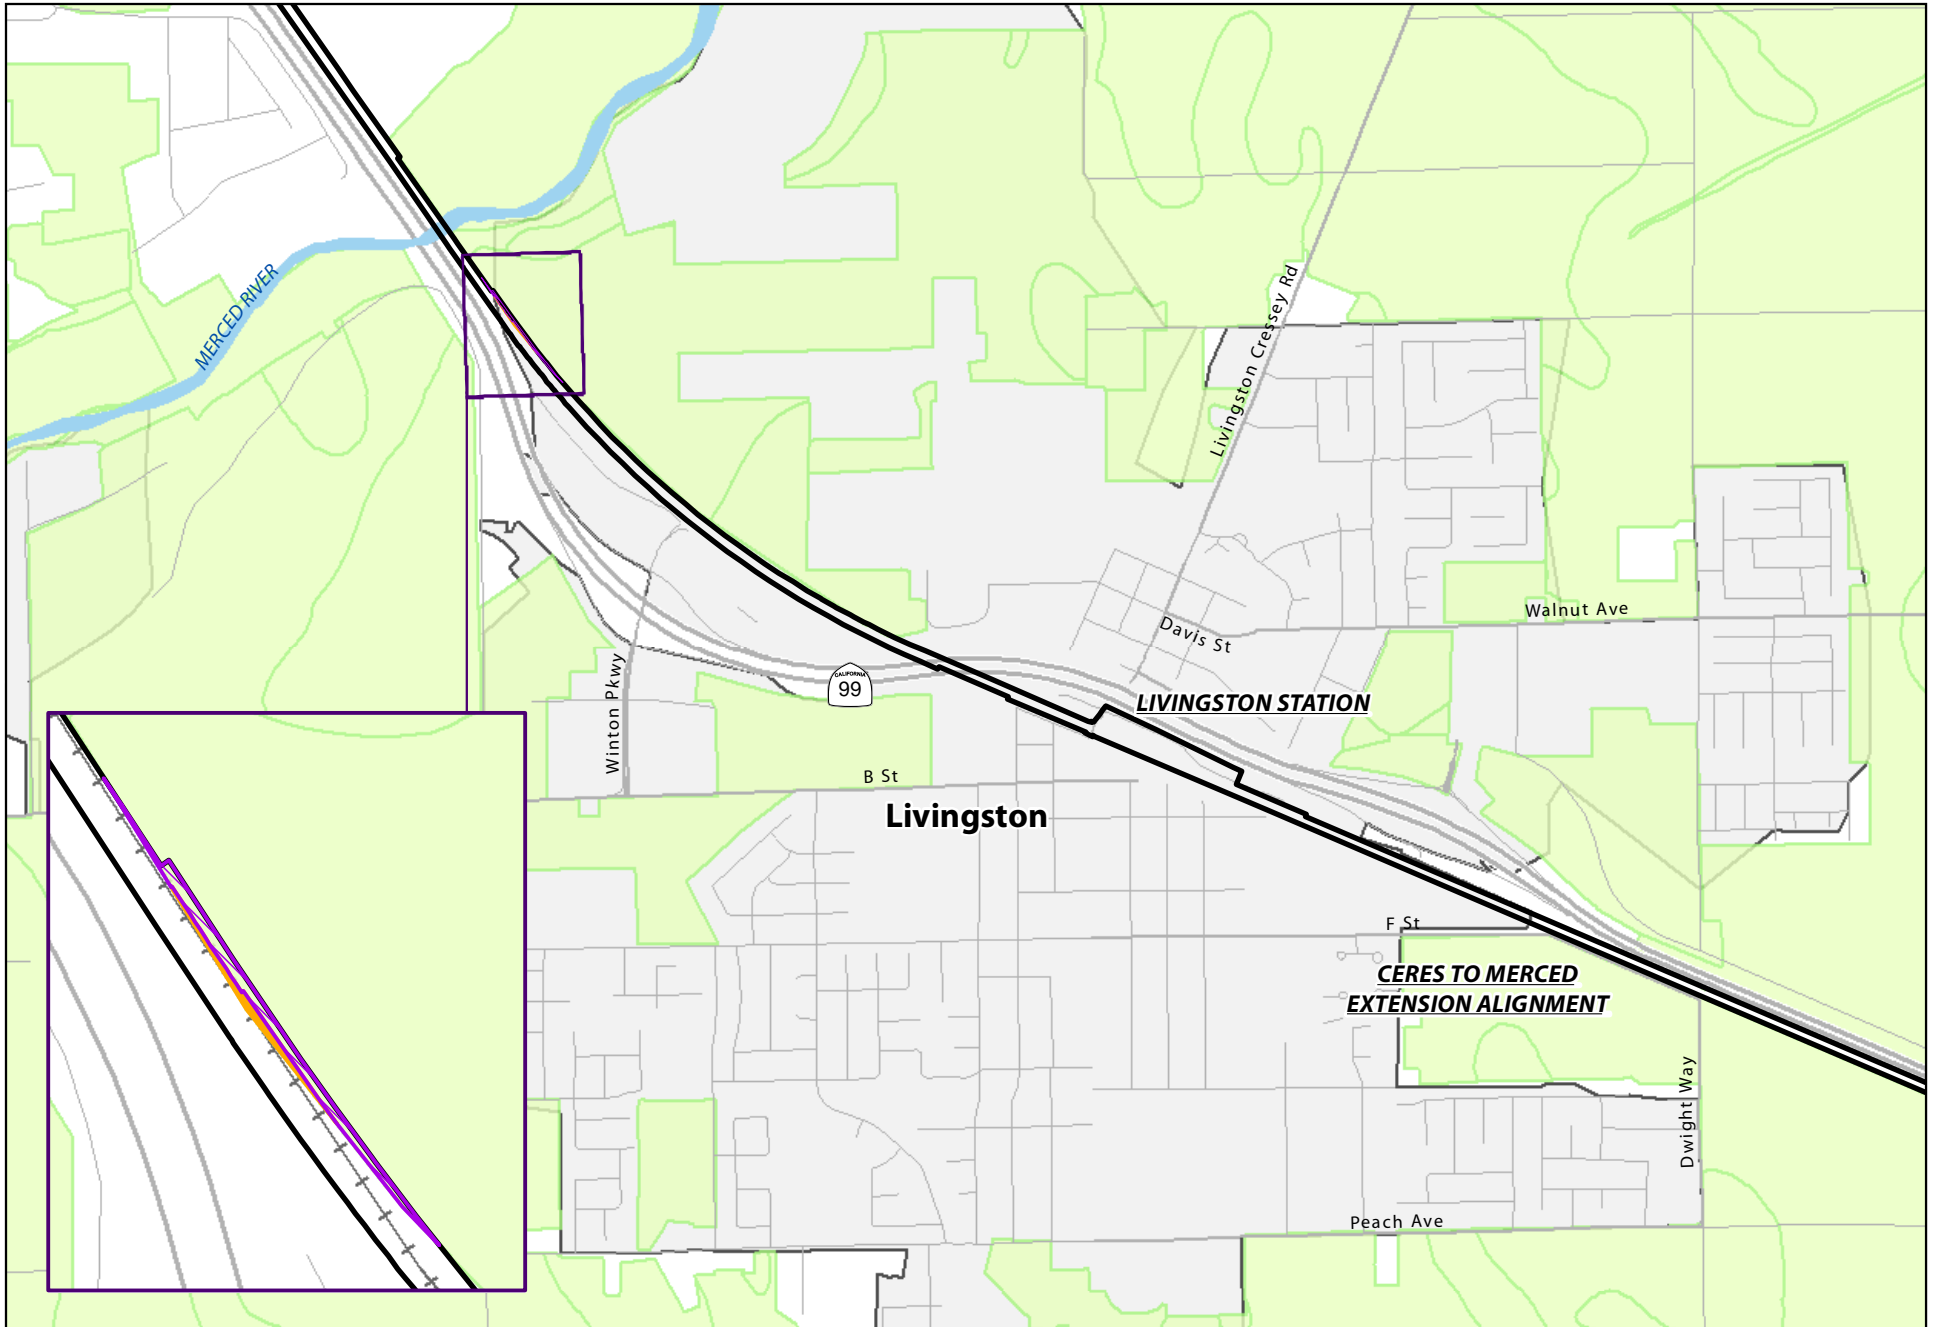 MERCED RIVER
Livingston Cressey Rd
Walnut Ave
Davis St
CALIFORNIA
99
Winton Pkwy
LIVINGSTON STATION
B St
Livingston
F St
CERES TO MERCED
EXTENSION ALIGNMENT
Dwight Way
Peach Ave